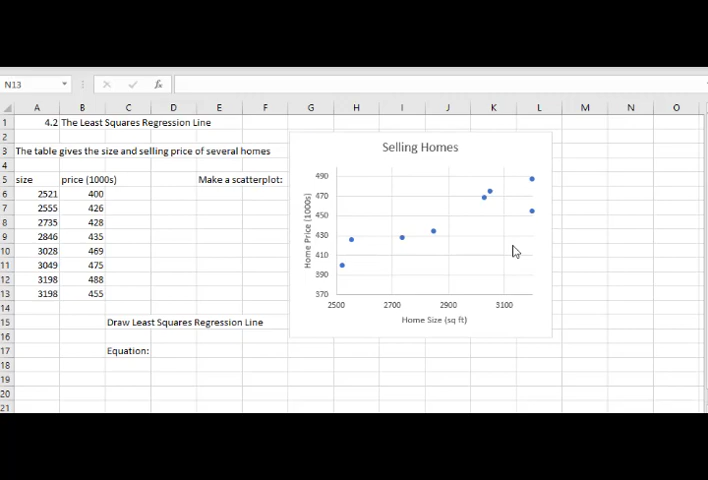 N13
fx
A B C D E F G H I J K L M N O
1 4.2 The Least Squares Regression Line
2
3 The table gives the size and selling price of several homes
4
5 size price (1000s) Make a scatterplot:
6 2521 400
7 2555 426
8 2735 428
9 2846 435
10 3028 469
11 3049 475
12 3198 488
13 3198 455
14
15 Draw Least Squares Regression Line
16
17 Equation:
18
19
20
21
Selling Homes
Home Price (1000s)
490
470
450
430
410
390
370
2500 2700 2900 3100
Home Size (sq ft)